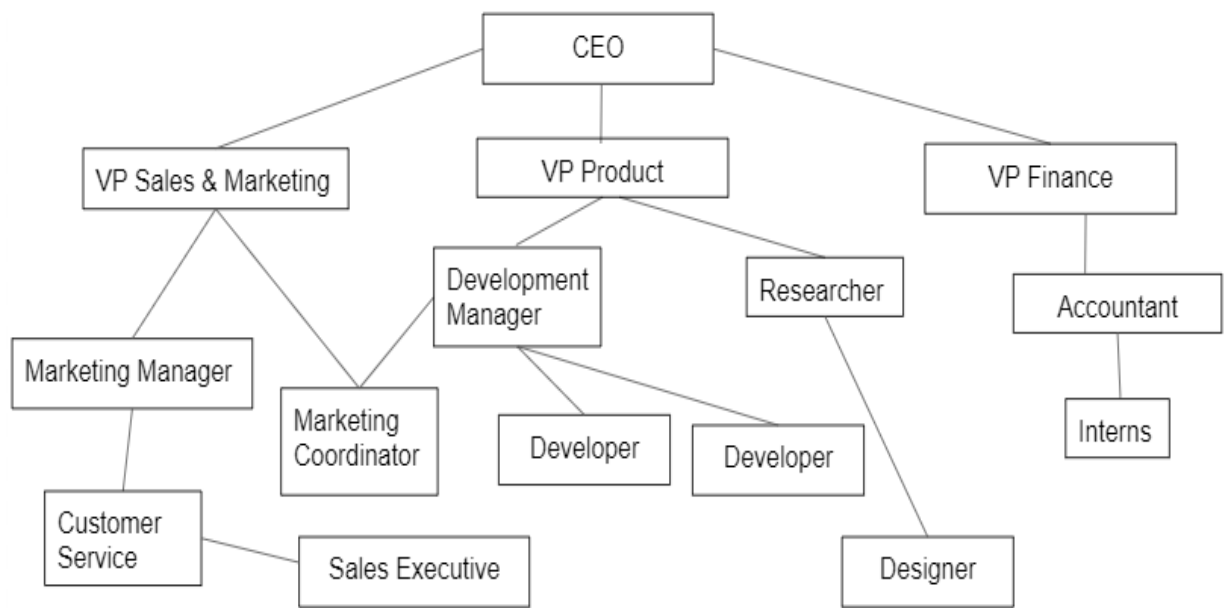 CEO
VP Sales & Marketing
VP Product
VP Finance
Development
Manager
Researcher
Accountant
Marketing Manager
Marketing
Coordinator
Developer
Developer
Interns
Customer
Service
Sales Executive
Designer